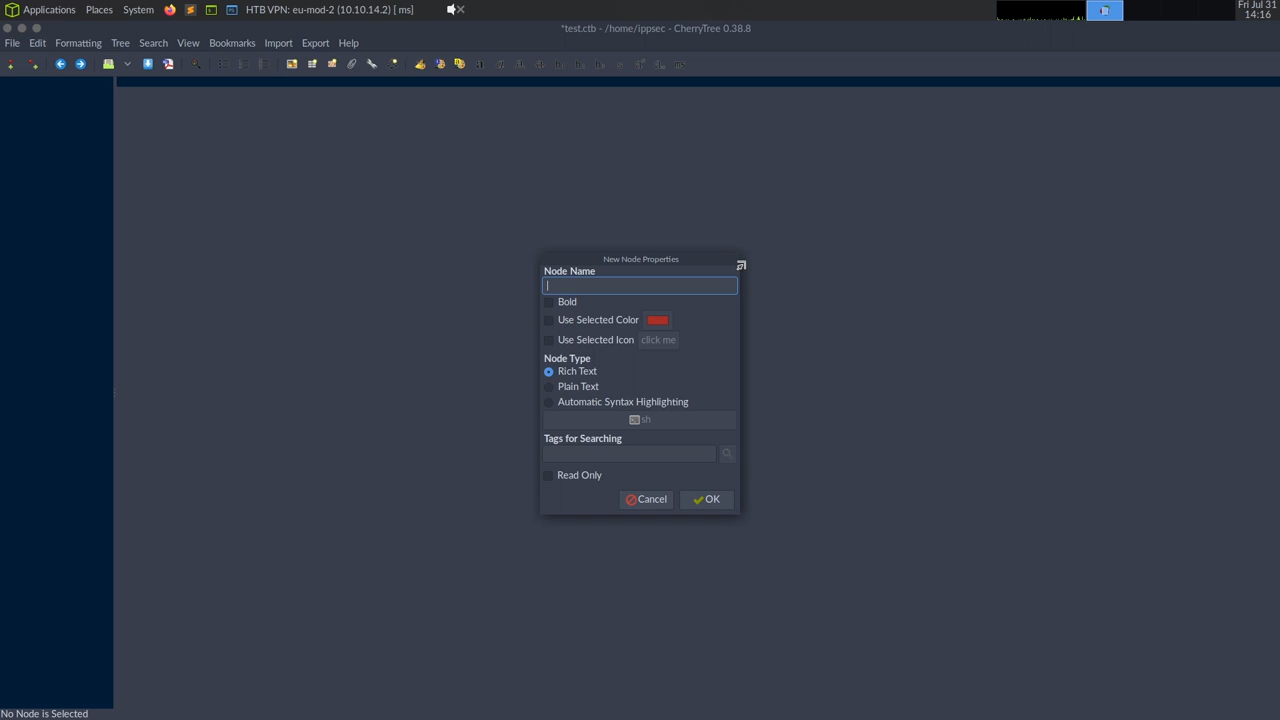 Applications Places System HTB VPN: eu-mod-2 (10.10.14.2) [ ms] Fri Jul 31
14:16
*test.ctb - /home/ippsec - CherryTree 0.38.8
File Edit Formatting Tree Search View Bookmarks Import Export Help
New Node Properties
Node Name
Bold
Use Selected Color
Use Selected Icon click me
Node Type
Rich Text
Plain Text
Automatic Syntax Highlighting
sh
Tags for Searching
Read Only
Cancel OK
No Node is Selected